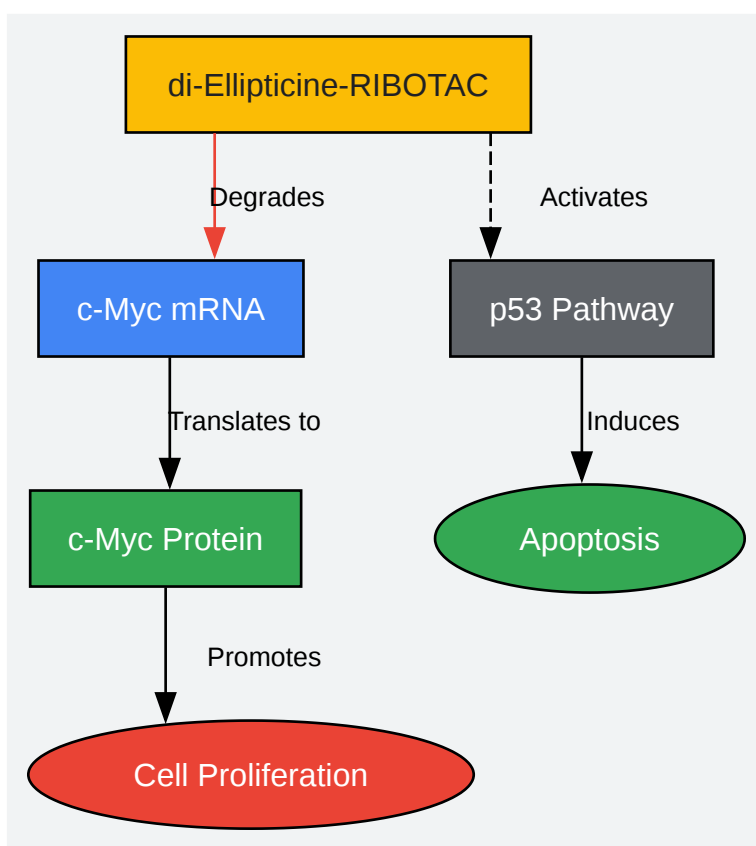 di-Ellipticine-RIBOTAC
Degrades
Activates
c-Myc mRNA
p53 Pathway
Translates to
Induces
c-Myc Protein
Apoptosis
Promotes
Cell Proliferation